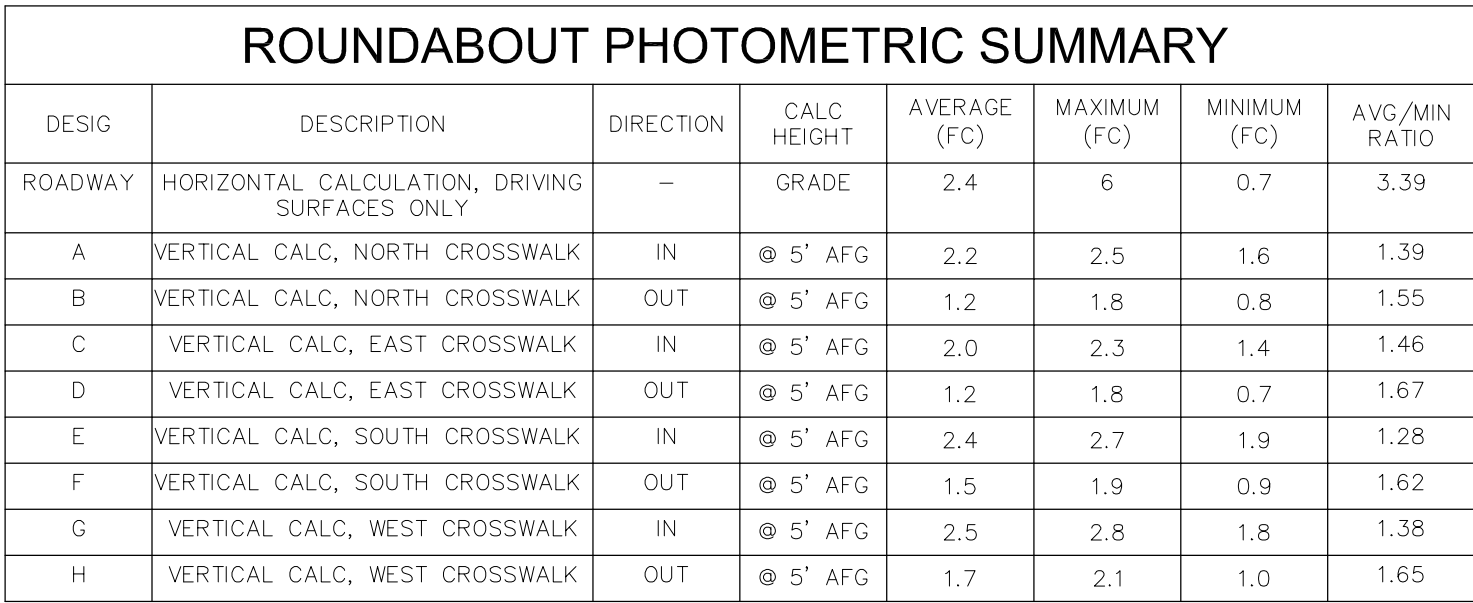 ROUNDABOUT PHOTOMETRIC SUMMARY
DESIG DESCRIPTION DIRECTION CALC HEIGHT AVERAGE (FC) MAXIMUM (FC) MINIMUM (FC) AVG/MIN RATIO
ROADWAY HORIZONTAL CALCULATION, DRIVING SURFACES ONLY – GRADE 2.4 6 0.7 3.39
A VERTICAL CALC, NORTH CROSSWALK IN @ 5' AFG 2.2 2.5 1.6 1.39
B VERTICAL CALC, NORTH CROSSWALK OUT @ 5' AFG 1.2 1.8 0.8 1.55
C VERTICAL CALC, EAST CROSSWALK IN @ 5' AFG 2.0 2.3 1.4 1.46
D VERTICAL CALC, EAST CROSSWALK OUT @ 5' AFG 1.2 1.8 0.7 1.67
E VERTICAL CALC, SOUTH CROSSWALK IN @ 5' AFG 2.4 2.7 1.9 1.28
F VERTICAL CALC, SOUTH CROSSWALK OUT @ 5' AFG 1.5 1.9 0.9 1.62
G VERTICAL CALC, WEST CROSSWALK IN @ 5' AFG 2.5 2.8 1.8 1.38
H VERTICAL CALC, WEST CROSSWALK OUT @ 5' AFG 1.7 2.1 1.0 1.65